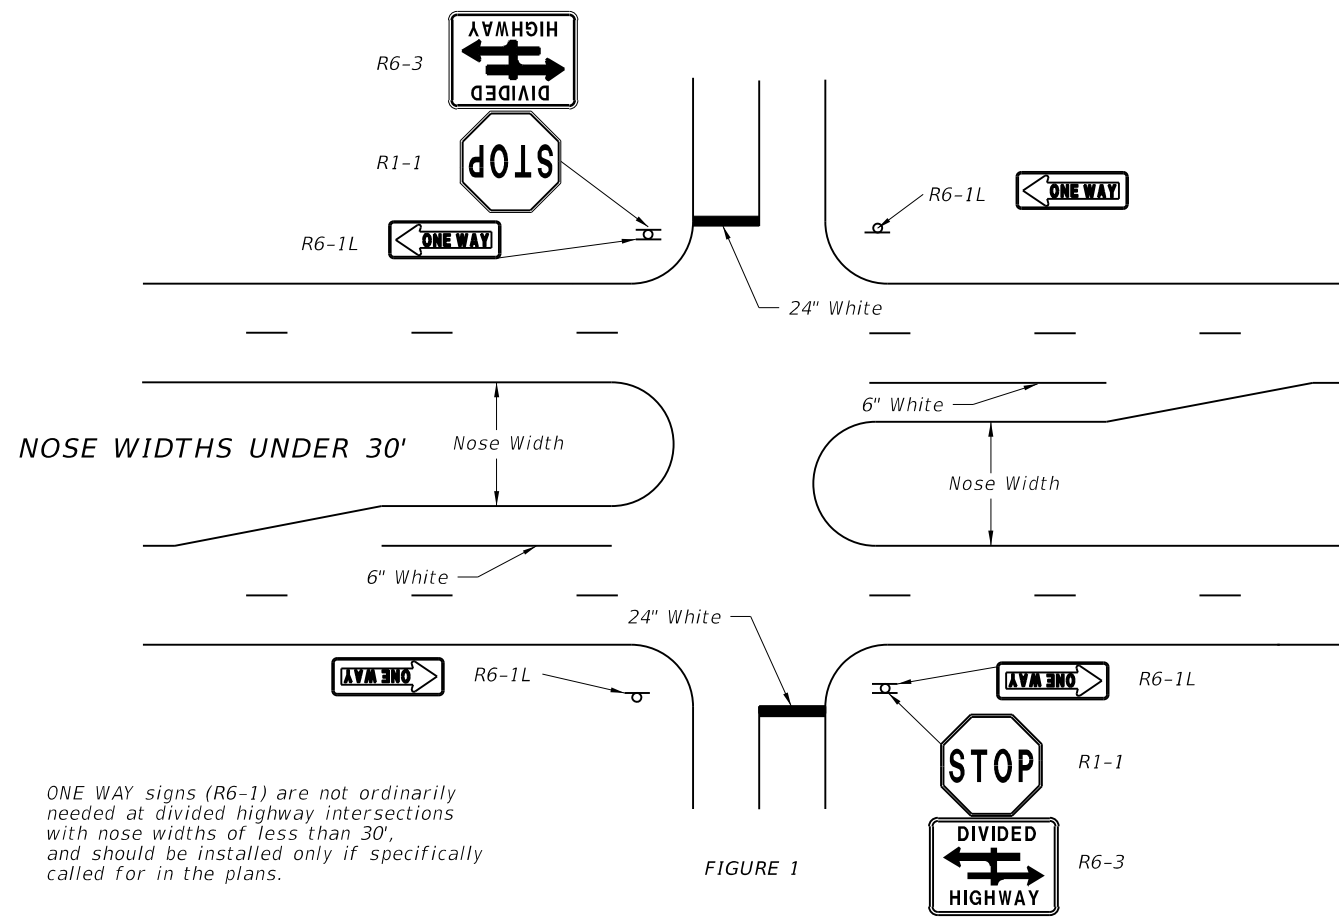 HIGHWAY
DIVIDED
R6-3
STOP
R1-1
ONE WAY
R6-1L
R6-1L
ONE WAY
24" White
6" White
NOSE WIDTHS UNDER 30'
Nose Width
Nose Width
6" White
24" White
ONE WAY
R6-1L
ONE WAY
R6-1L
STOP
R1-1
DIVIDED
HIGHWAY
R6-3
ONE WAY signs (R6-1) are not ordinarily
needed at divided highway intersections
with nose widths of less than 30',
and should be installed only if specifically
called for in the plans.
FIGURE 1